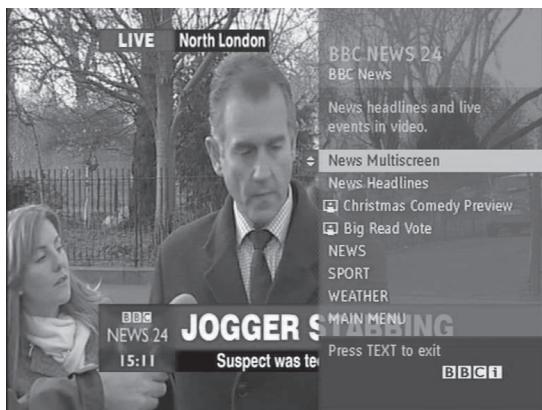 LIVE North London
BBC NEWS 24
BBC News
News headlines and live
events in video.
News Multiscreen
News Headlines
Christmas Comedy Preview
Big Read Vote
NEWS
SPORT
WEATHER
MAIN MENU
Press TEXT to exit
BBCi
BBC
NEWS 24
JOGGER STABBING
15:11
Suspect was